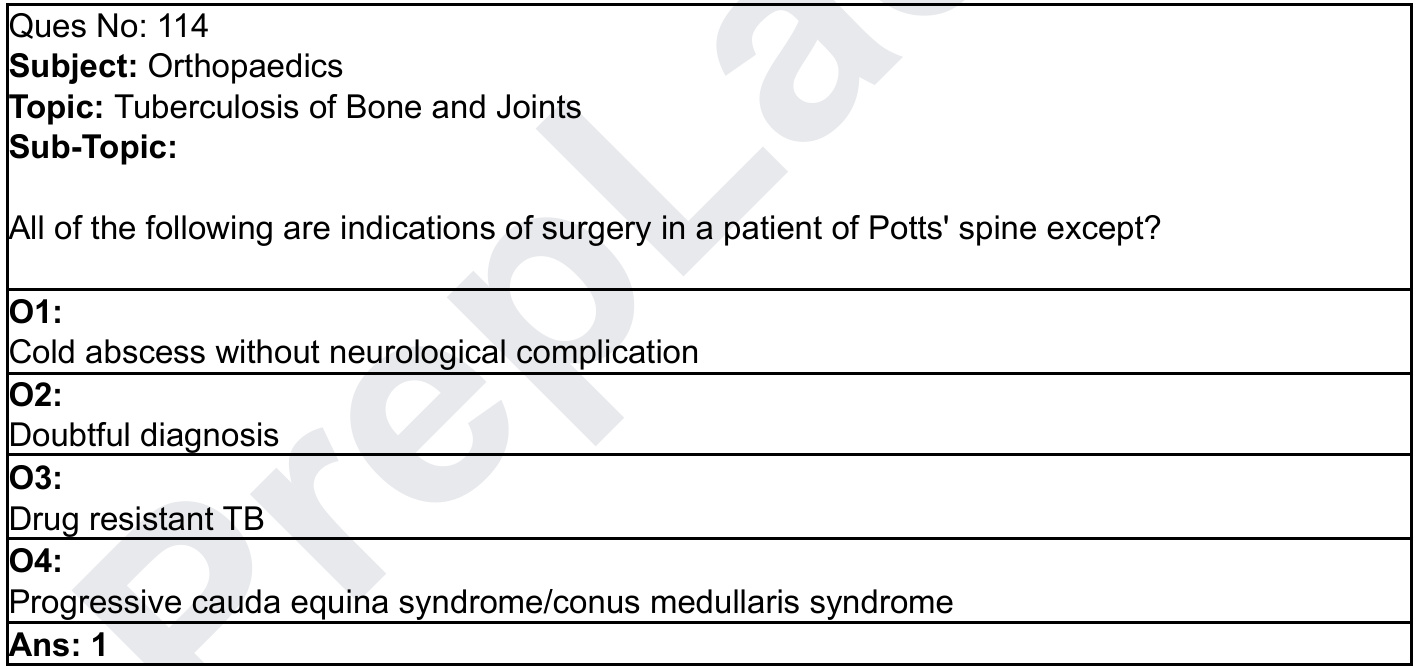 Ques No: 114
Subject: Orthopaedics
Topic: Tuberculosis of Bone and Joints
Sub-Topic:
All of the following are indications of surgery in a patient of Potts' spine except?
O1:
Cold abscess without neurological complication
O2:
Doubtful diagnosis
O3:
Drug resistant TB
O4:
Progressive cauda equina syndrome/conus medullaris syndrome
Ans: 1
PrepLa